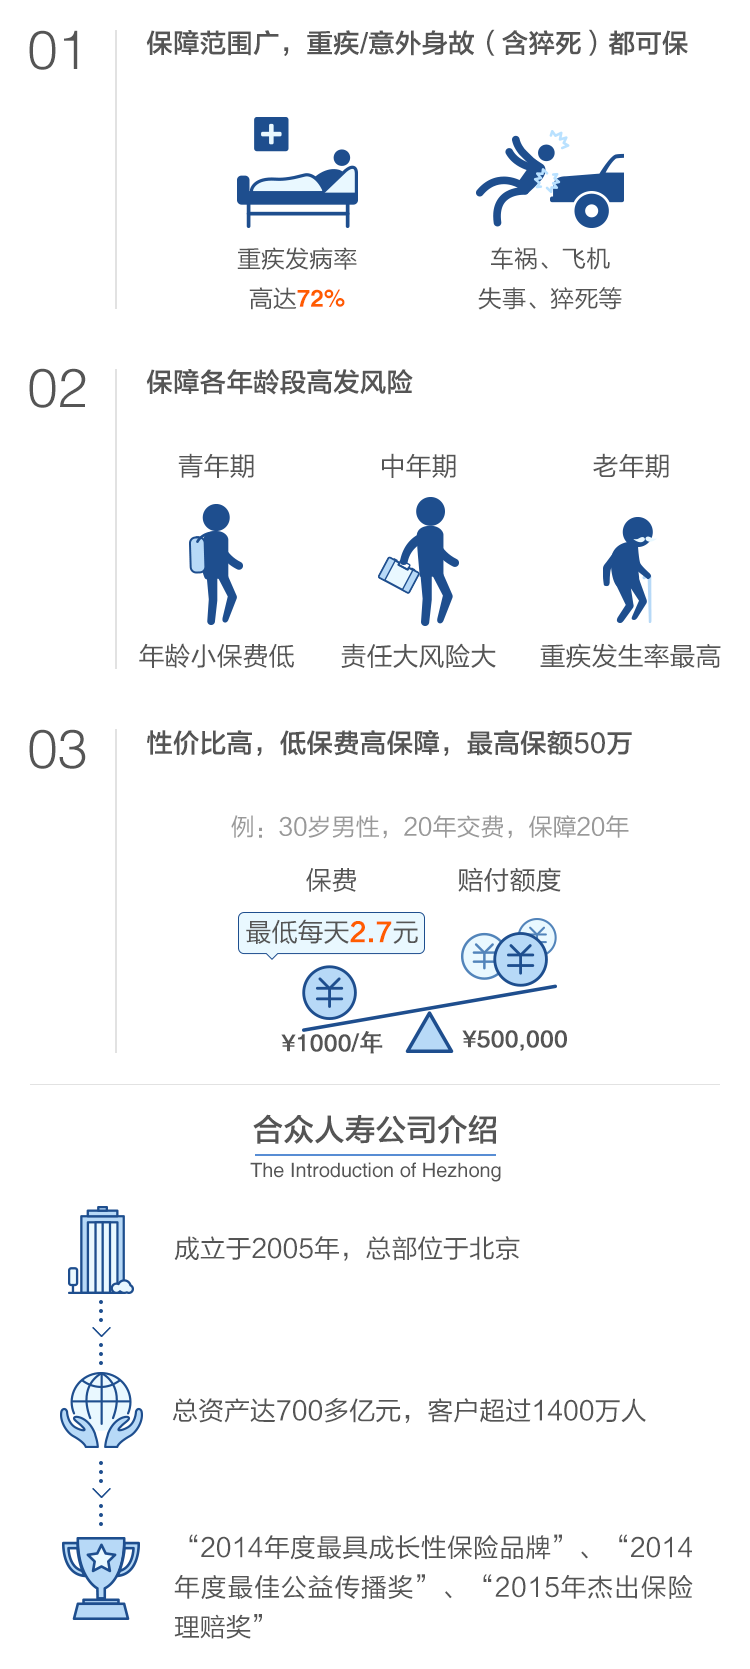 01
保障范围广，重疾/意外身故（含猝死）都可保
重疾发病率
高达72%
车祸、飞机
失事、猝死等
02
保障各年龄段高发风险
青年期
中年期
老年期
年龄小保费低
责任大风险大
重疾发生率最高
03
性价比高，低保费高保障，最高保额50万
例：30岁男性，20年交费，保障20年
保费
赔付额度
最低每天2.7元
¥
¥
¥
¥
¥1000/年
¥500,000
合众人寿公司介绍
The Introduction of Hezhong
成立于2005年，总部位于北京
总资产达700多亿元，客户超过1400万人
“2014年度最具成长性保险品牌”、“2014
年度最佳公益传播奖”、“2015年杰出保险
理赔奖”